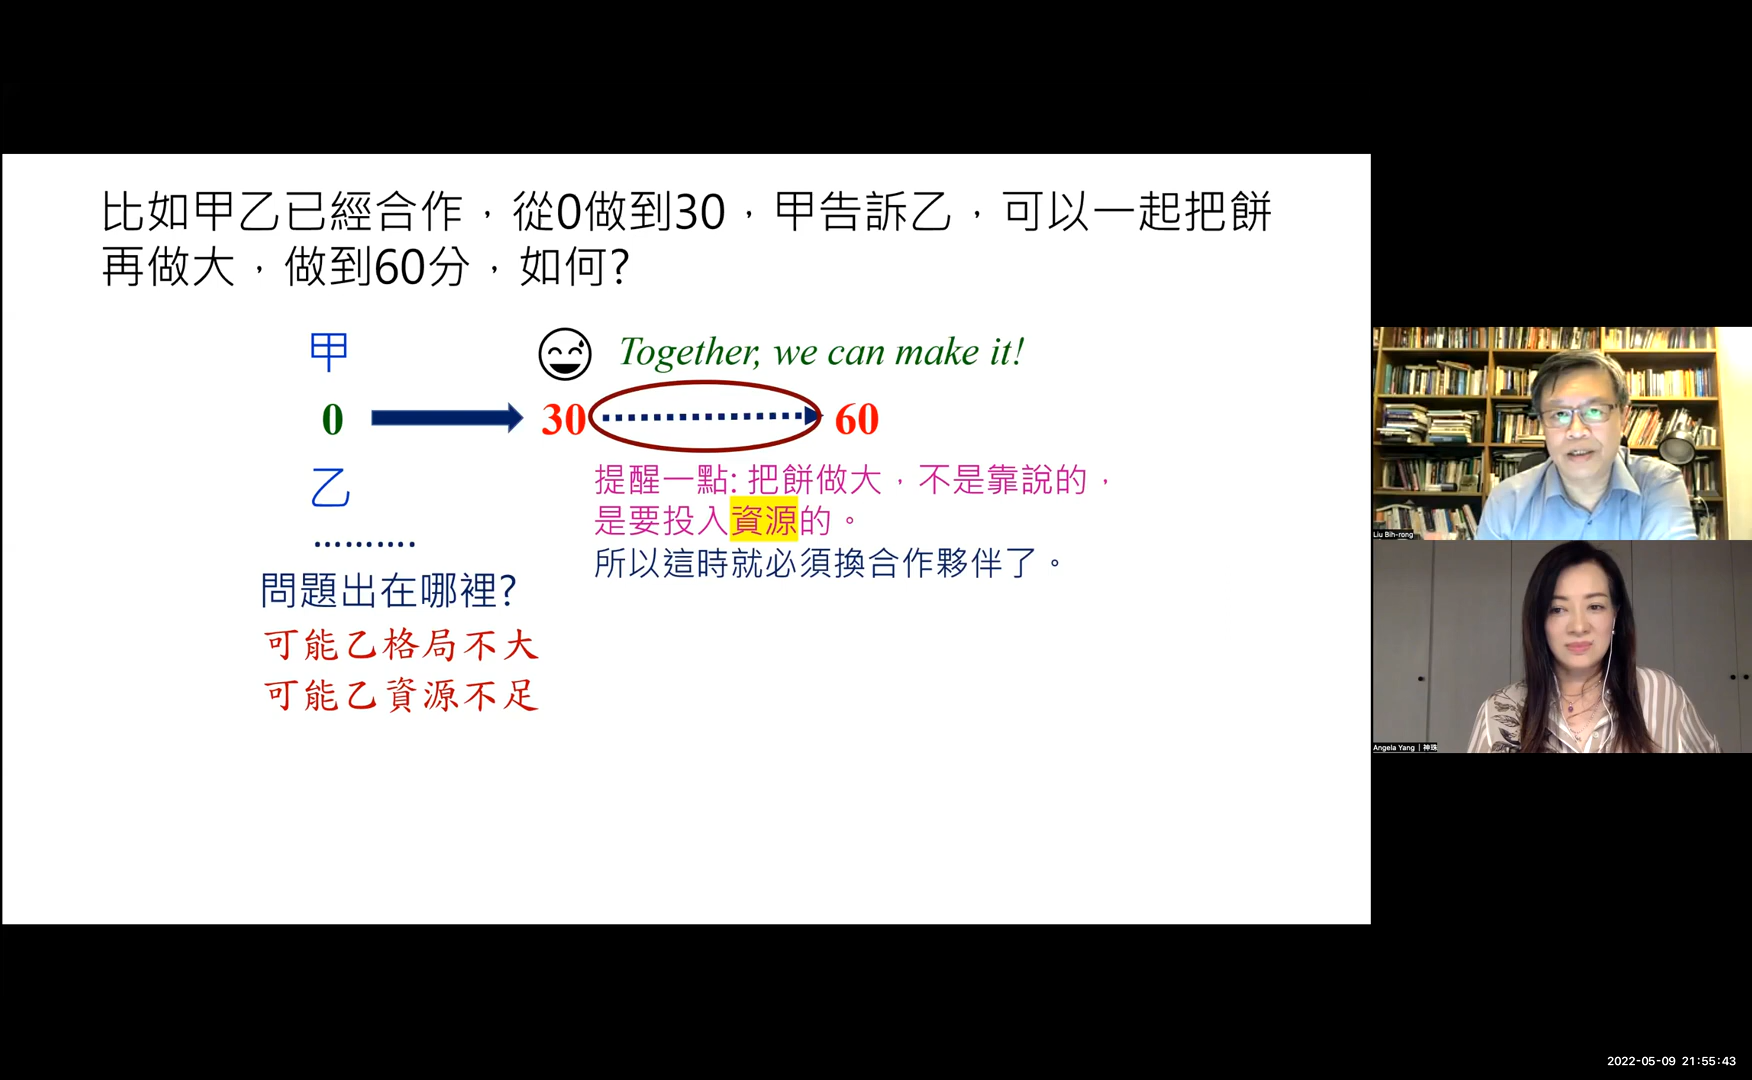 比如甲乙已經合作，從0做到30，甲告訴乙，可以一起把餅
再做大，做到60分，如何?
甲
Together, we can make it!
0
30
60
乙
提醒一點: 把餅做大，不是靠說的，
是要投入資源的。
所以這時就必須換合作夥伴了。
..........
問題出在哪裡?
可能乙格局不大
可能乙資源不足
Liu Bih-rong
Angela Yang | 神珠
2022-05-09 21:55:43